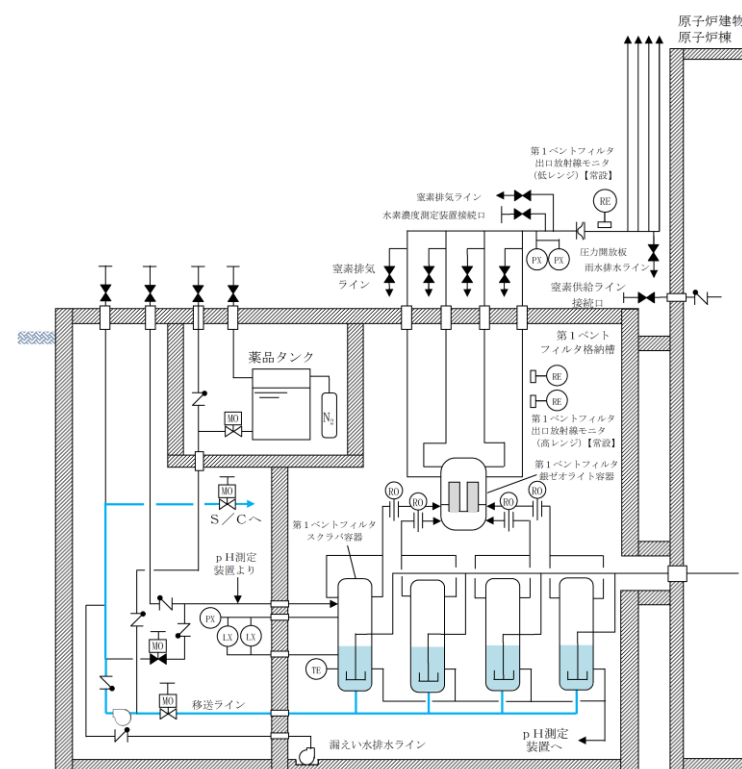 原子炉建物
原子炉棟
第1ベントフィルタ
出口放射線モニタ
(低レンジ)【常設】
RE
窒素排気ライン
水素濃度測定装置接続口
PX
PX
圧力開放板
雨水排水ライン
窒素排気
ライン
窒素供給ライン
接続口
第1ベント
フィルタ格納槽
薬品タンク
N₂
MO
RE
RE
第1ベントフィルタ
出口放射線モニタ
(高レンジ)【常設】
第1ベントフィルタ
銀ゼオライト容器
RO
RO
RO
RO
MO
S/Cへ
第1ベントフィルタ
スクラバ容器
pH測定
装置より
PX
LX
LX
MO
TE
MO
移送ライン
漏えい水排水ライン
pH測定
装置へ